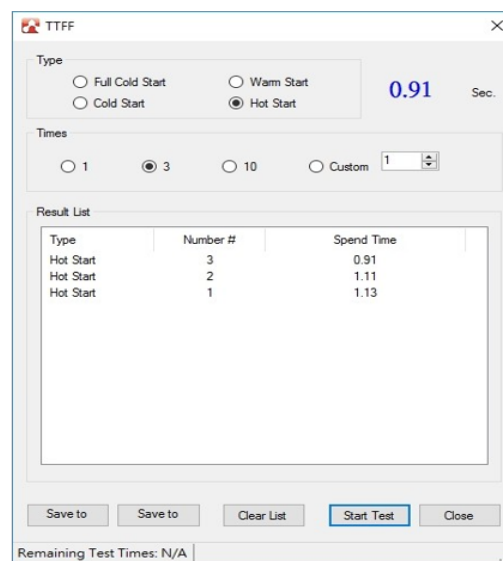 TTFF
Type
Full Cold Start Warm Start
Cold Start Hot Start
0.91 Sec.
Times
1 3 10 Custom 1
Result List
Type Number # Spend Time
Hot Start 3 0.91
Hot Start 2 1.11
Hot Start 1 1.13
Save to Save to Clear List Start Test Close
Remaining Test Times: N/A